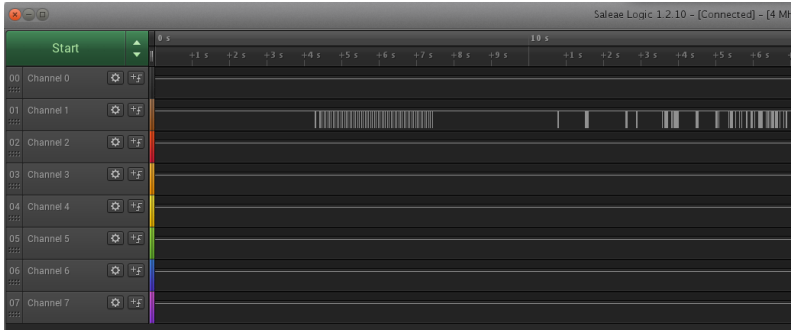 Saleae Logic 1.2.10 - [Connected] - [4 MH
Start
0 s
10 s
+1 s +2 s +3 s +4 s +5 s +6 s +7 s +8 s +9 s +1 s +2 s +3 s +4 s +5 s +6 s
00 Channel 0
01 Channel 1
02 Channel 2
03 Channel 3
04 Channel 4
05 Channel 5
06 Channel 6
07 Channel 7